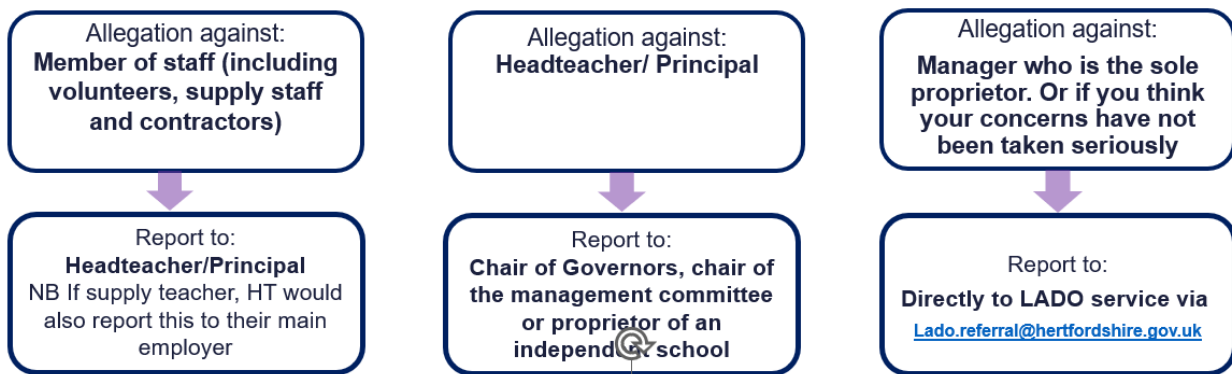 Allegation against:
Member of staff (including
volunteers, supply staff
and contractors)
Report to:
Headteacher/Principal
NB If supply teacher, HT would
also report this to their main
employer
Allegation against:
Headteacher/ Principal
Report to:
Chair of Governors, chair of
the management committee
or proprietor of an
independent school
Allegation against:
Manager who is the sole
proprietor. Or if you think
your concerns have not
been taken seriously
Report to:
Directly to LADO service via
Lado.referral@hertfordshire.gov.uk